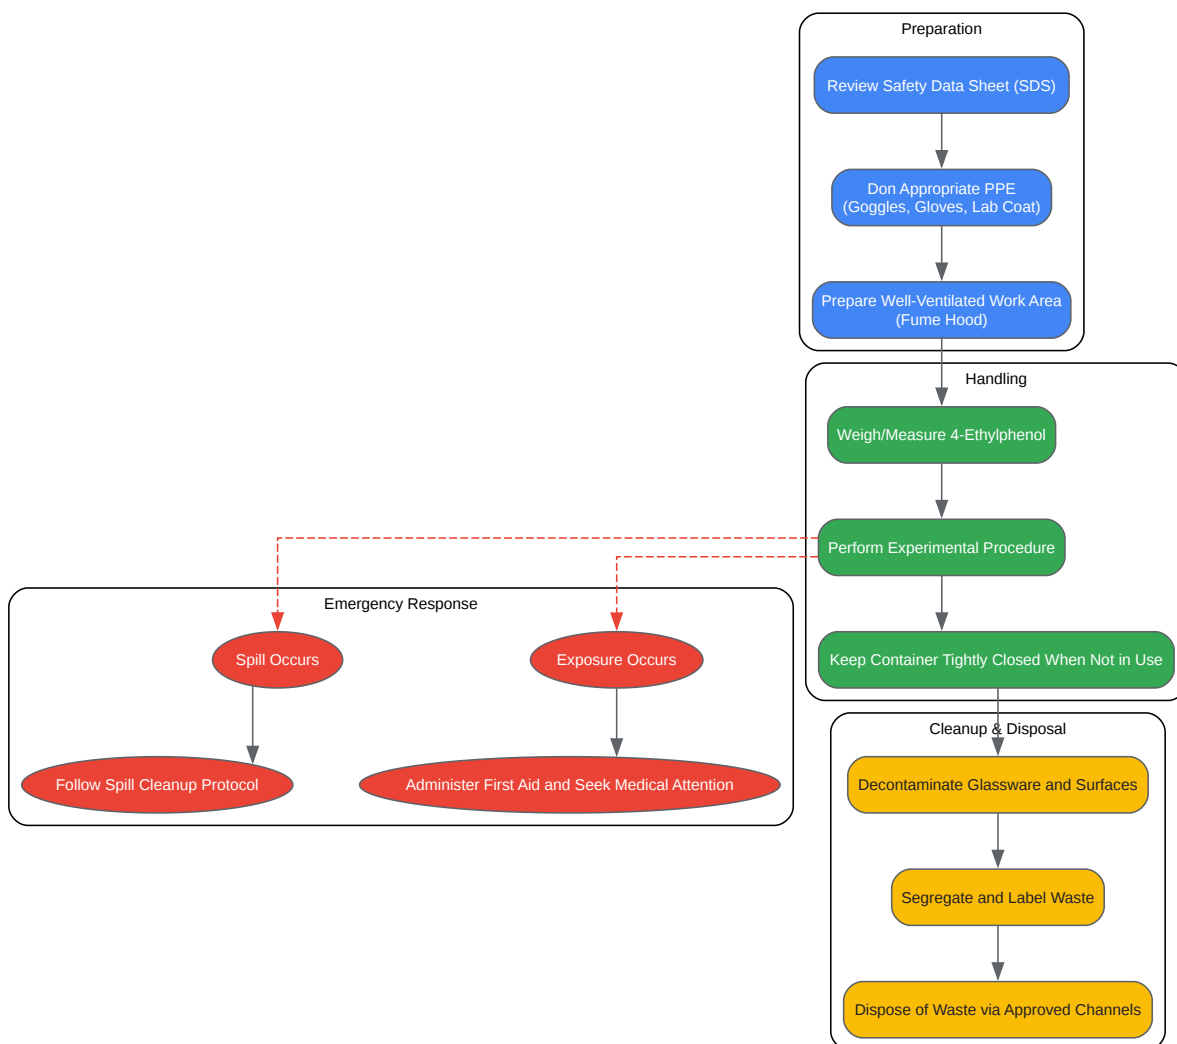 Preparation
Review Safety Data Sheet (SDS)
Don Appropriate PPE
(Goggles, Gloves, Lab Coat)
Prepare Well-Ventilated Work Area
(Fume Hood)
Handling
Weigh/Measure 4-Ethylphenol
Perform Experimental Procedure
Keep Container Tightly Closed When Not in Use
Emergency Response
Spill Occurs
Exposure Occurs
Follow Spill Cleanup Protocol
Administer First Aid and Seek Medical Attention
Cleanup & Disposal
Decontaminate Glassware and Surfaces
Segregate and Label Waste
Dispose of Waste via Approved Channels